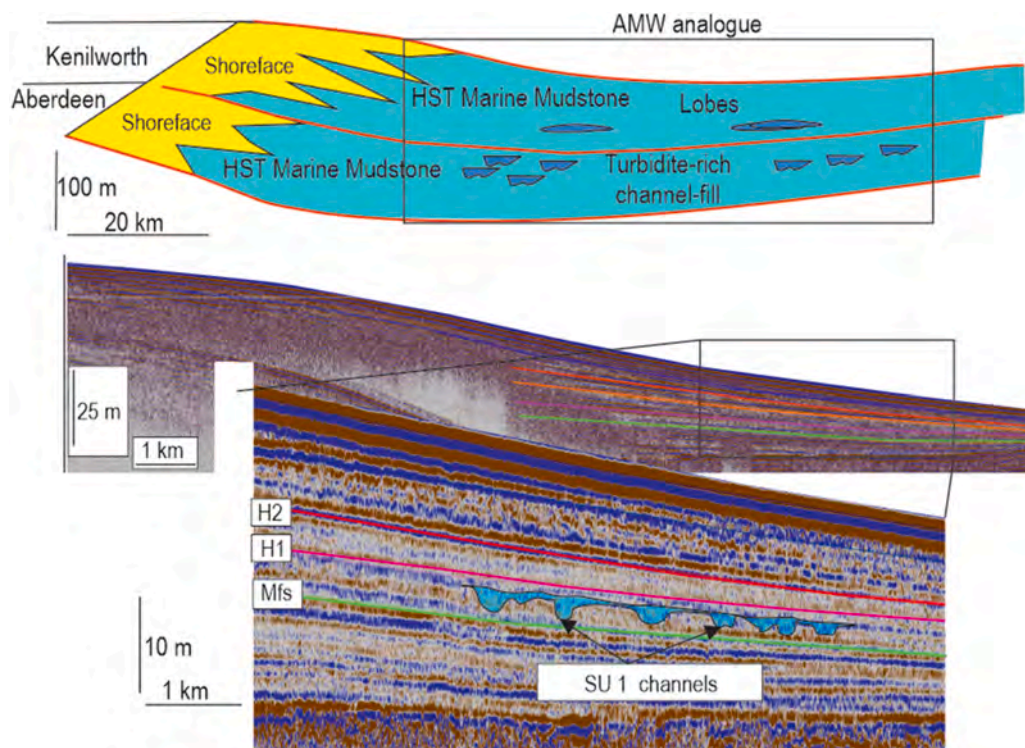 AMW analogue
Kenilworth
Shoreface
Aberdeen
HST Marine Mudstone
Lobes
Shoreface
HST Marine Mudstone
Turbidite-rich
channel-fill
100 m
20 km
25 m
1 km
H2
H1
Mfs
10 m
1 km
SU 1 channels